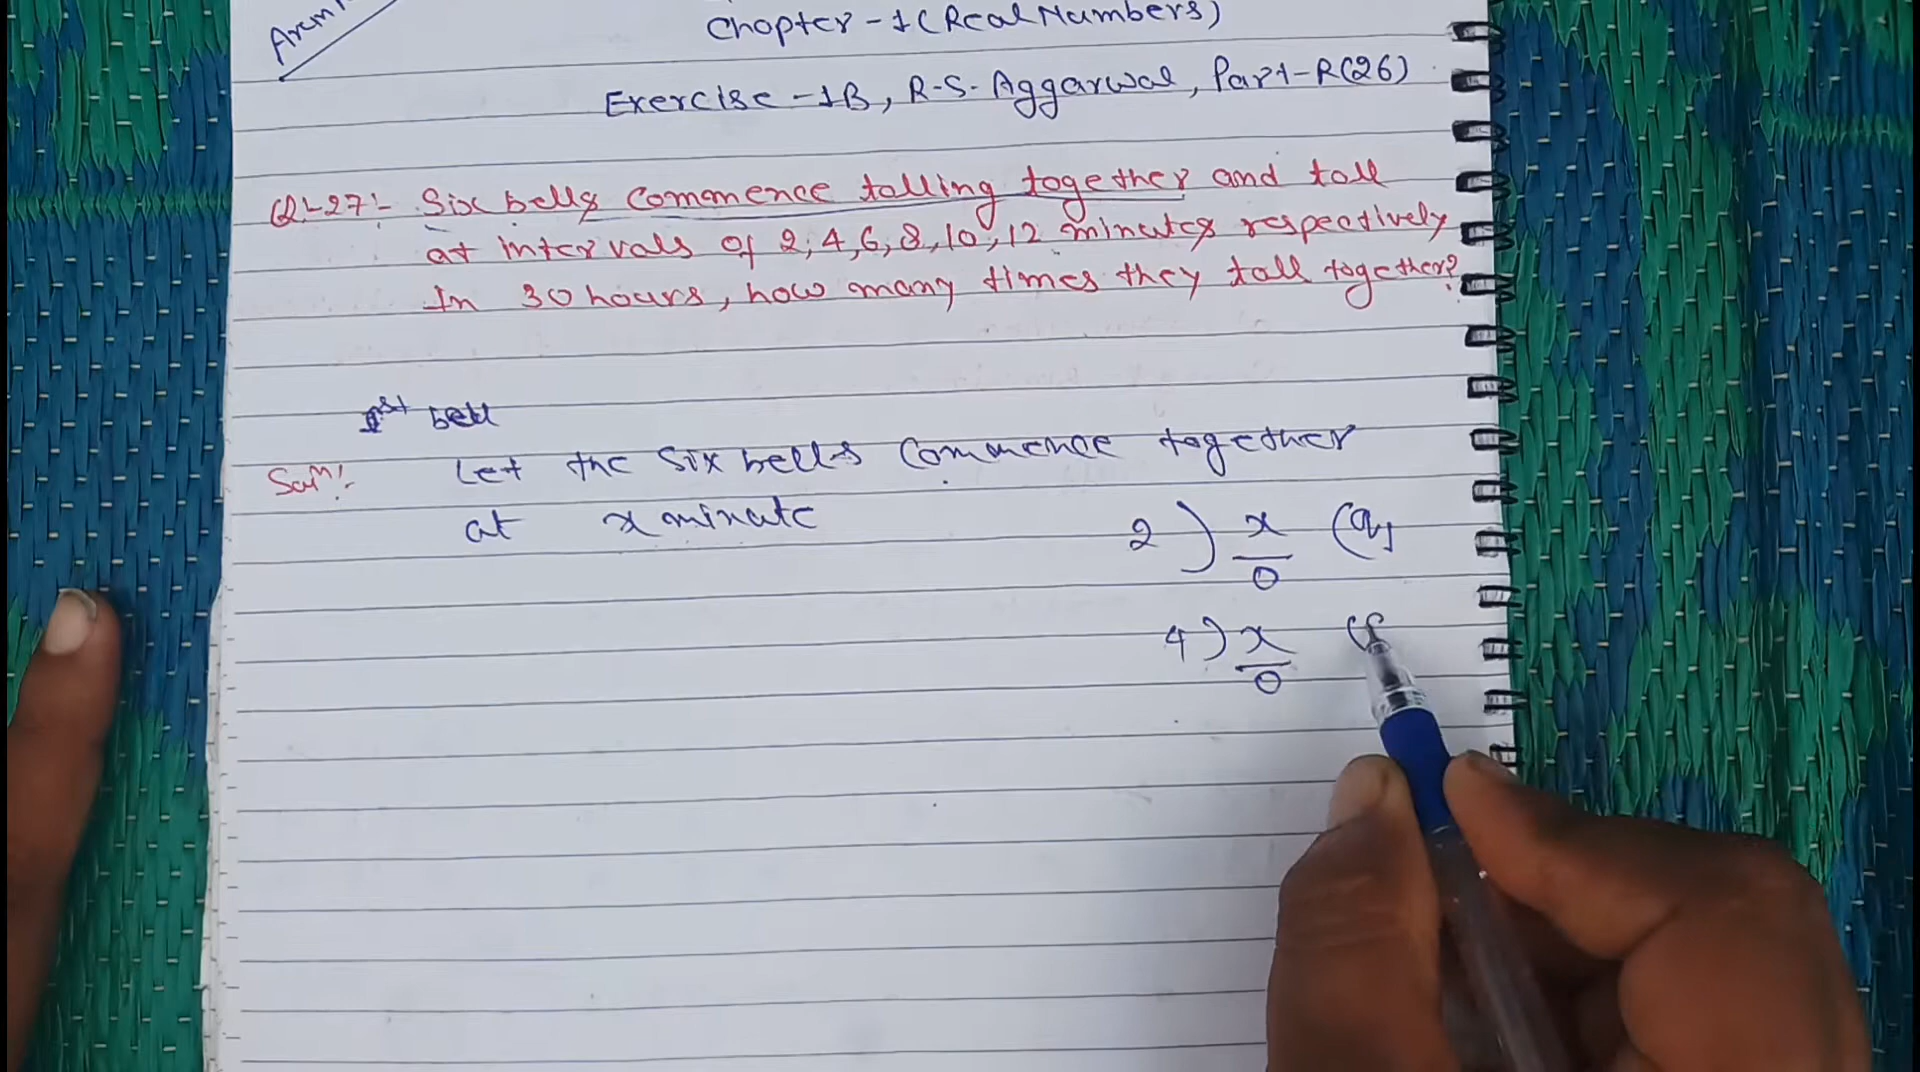 Chapter - 1 (Real Numbers)
Exercise - 1B, R.S. Aggarwal, Part-R(26)
Q!-27!- Six bells commence tolling together and toll
at intervals of 2, 4, 6, 8, 10, 12 minutes respectively
In 30 hours, how many times they toll together?
1st bell
Som!- Let the six bells commence together
at x minute
2 ) x (q
0
4 ) x (
0